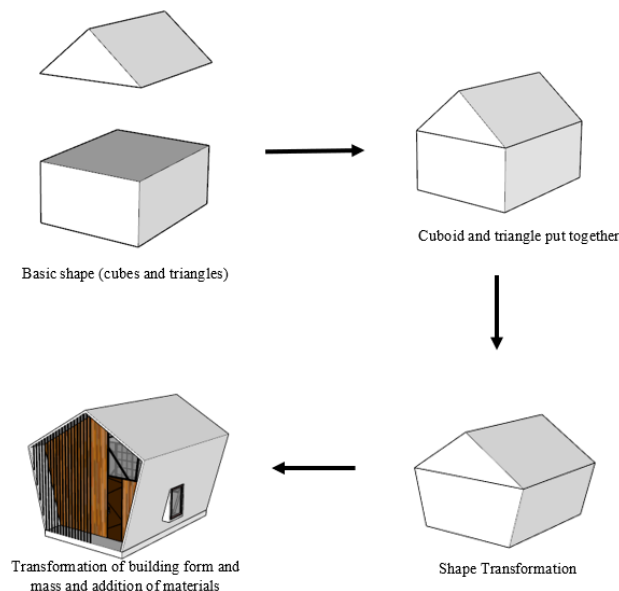 Basic shape (cubes and triangles)
Cuboid and triangle put together
Shape Transformation
Transformation of building form and
mass and addition of materials